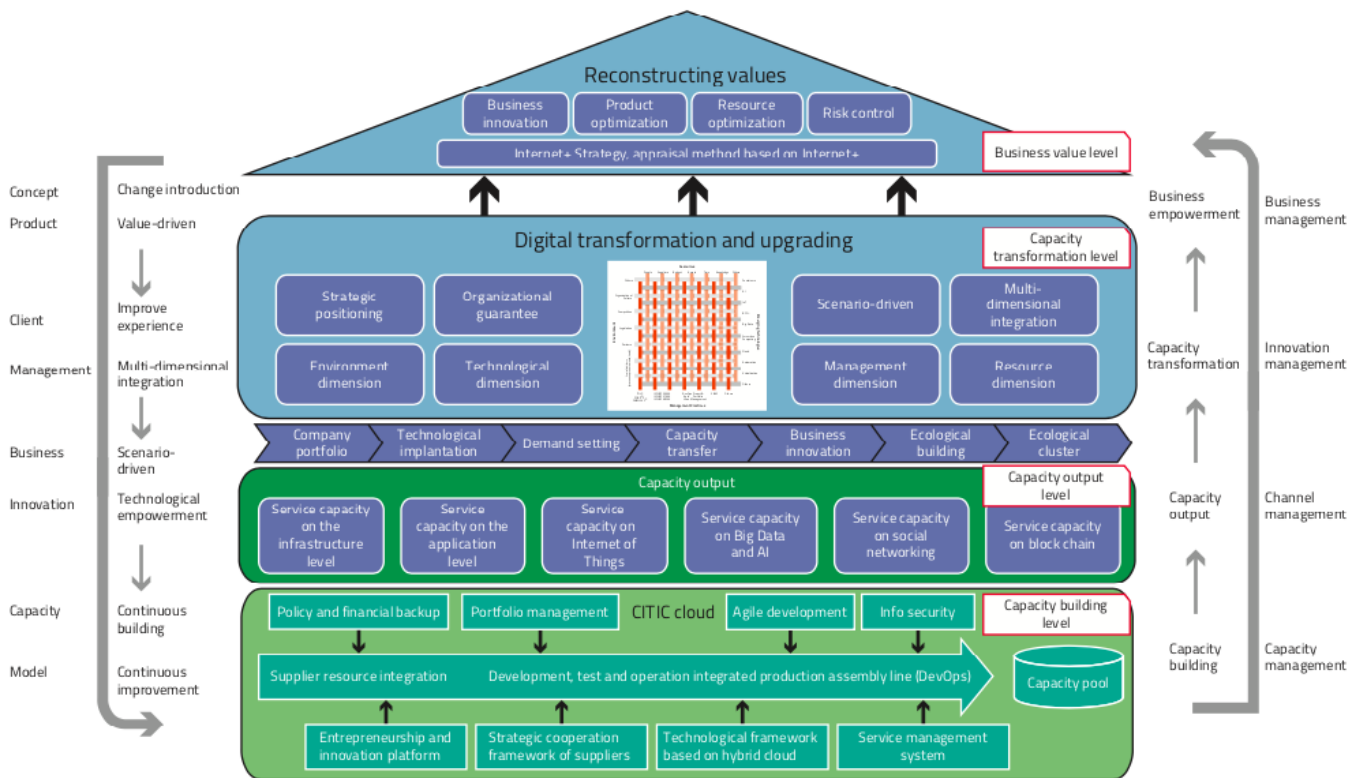 Reconstructing values
Business
innovation
Product
optimization
Resource
optimization
Risk control
Internet+ Strategy, appraisal method based on Internet+
Business value level
Concept
Change introduction
Product
Value-driven
Client
Improve
experience
Management
Multi-dimensional
integration
Business
Scenario-
driven
Innovation
Technological
empowerment
Capacity
Continuous
building
Model
Continuous
improvement
Digital transformation and upgrading
Capacity
transformation level
Strategic
positioning
Organizational
guarantee
Environment
dimension
Technological
dimension
Scenario-driven
Multi-
dimensional
integration
Management
dimension
Resource
dimension
Company
portfolio
Technological
implantation
Demand setting
Capacity
transfer
Business
innovation
Ecological
building
Ecological
cluster
Capacity output
Capacity output
level
Service capacity
on the
infrastructure
level
Service
capacity on the
application
level
Service
capacity on
Internet of
Things
Service capacity
on Big Data
and AI
Service capacity
on social
networking
Service capacity
on block chain
CITIC cloud
Capacity building
level
Policy and financial backup
Portfolio management
Agile development
Info security
Supplier resource integration
Development, test and operation integrated production assembly line (DevOps)
Capacity pool
Entrepreneurship and
innovation platform
Strategic cooperation
framework of suppliers
Technological framework
based on hybrid cloud
Service management
system
Business
empowerment
Capacity
transformation
Capacity
output
Capacity
building
Business
management
Innovation
management
Channel
management
Capacity
management